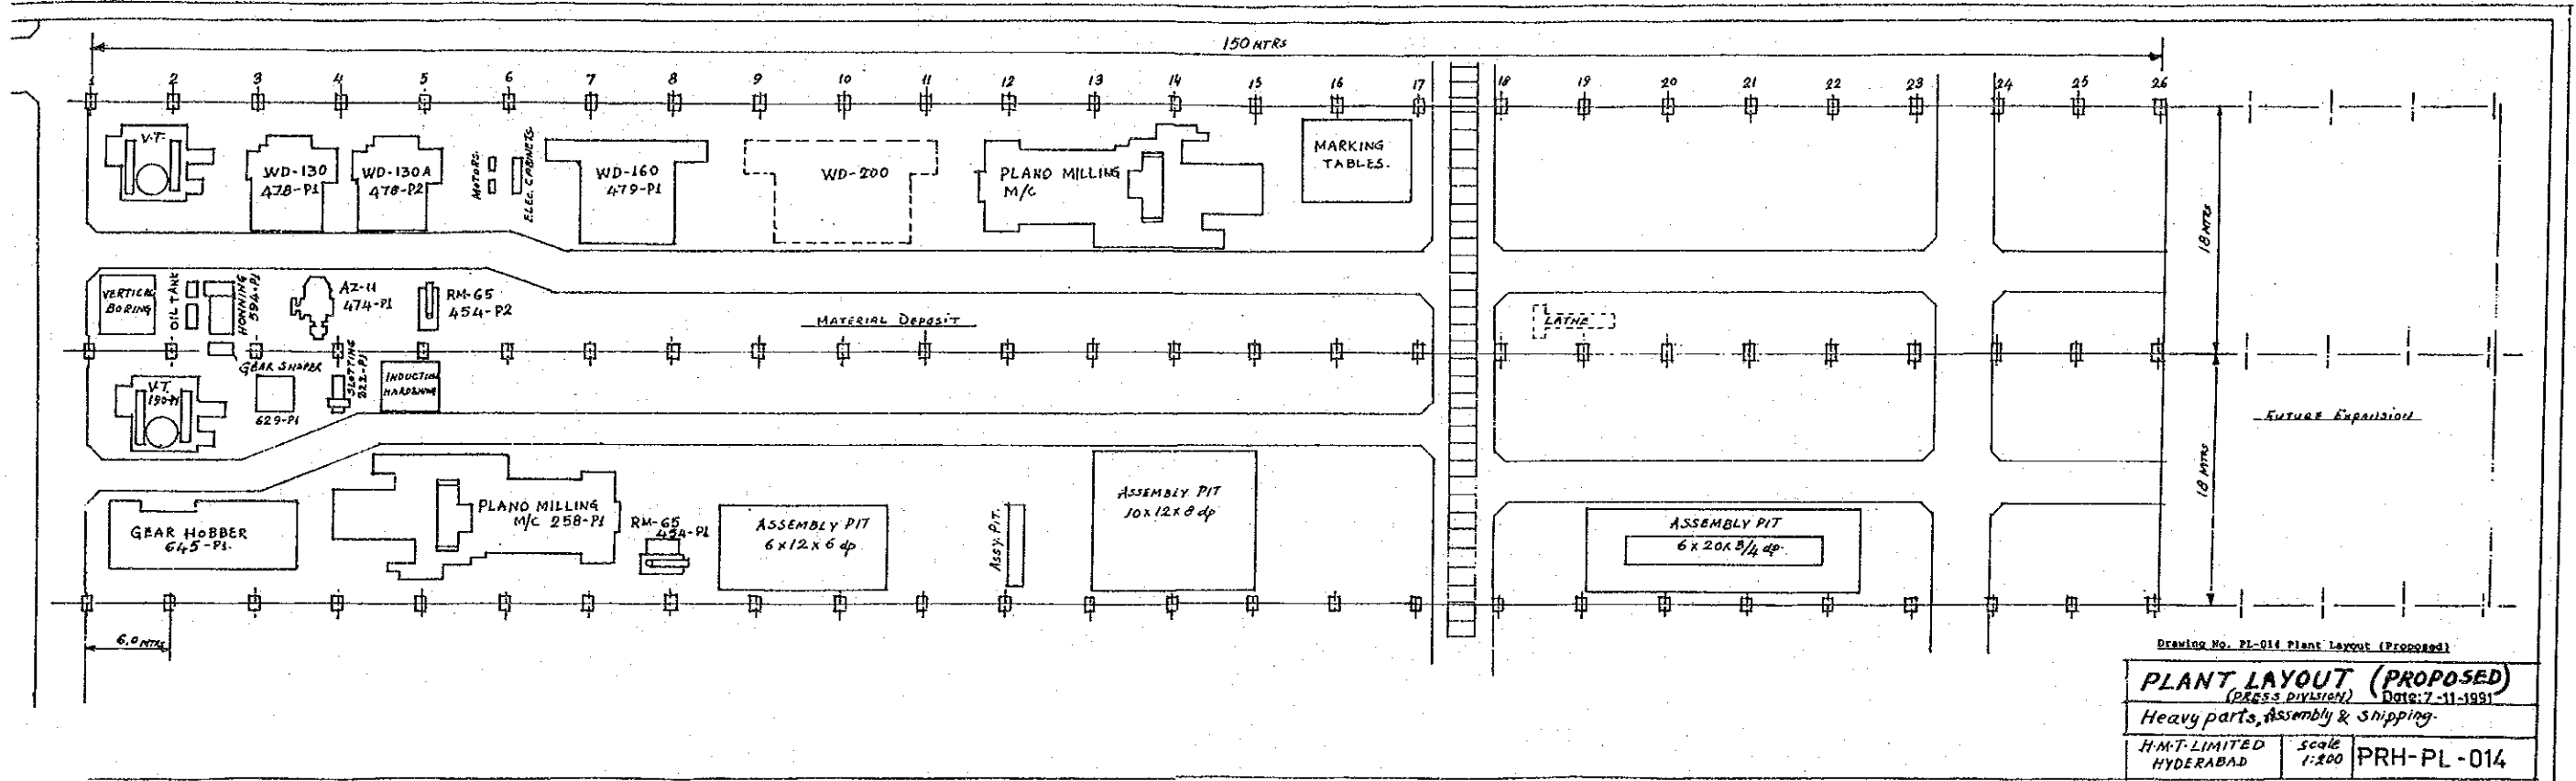 150 MTRS
1 2 3 4 5 6 7 8 9 10 11 12 13 14 15 16 17 18 19 20 21 22 23 24 25 26
V.T.
WD-130
478-P1
WD-130A
478-P2
MOTORS.
ELEC. CABINETS
WD-160
479-P1
WD-200
PLANO MILLING
M/C
MARKING
TABLES.
18 MTRS
VERTICAL
BORING
OIL TANK
HONNING
594-P1
AZ-11
474-P1
RM-65
454-P2
MATERIAL DEPOSIT
LATHE
GEAR SHAPER
629-P1
SLOTTING
222-P1
INDUCTION
HARDENING
V.T.
190-P1
FUTURE EXPANSION
18 MTRS
GEAR HOBBER
645-P1.
PLANO MILLING
M/C 258-P1
RM-65
454-P1
ASSEMBLY PIT
6 x 12 x 6 dp
ASSY. PIT.
ASSEMBLY PIT
10 x 12 x 8 dp
ASSEMBLY PIT
6 x 20 x 3/4 dp.
6.0 MTRS
Drawing No. PL-014 Plant Layout (Proposed)
PLANT LAYOUT (PROPOSED)
(PRESS DIVISION) Date: 7-11-1991
Heavy parts, Assembly & shipping.
H.M.T. LIMITED
HYDERABAD
scale
1:200
PRH-PL-014